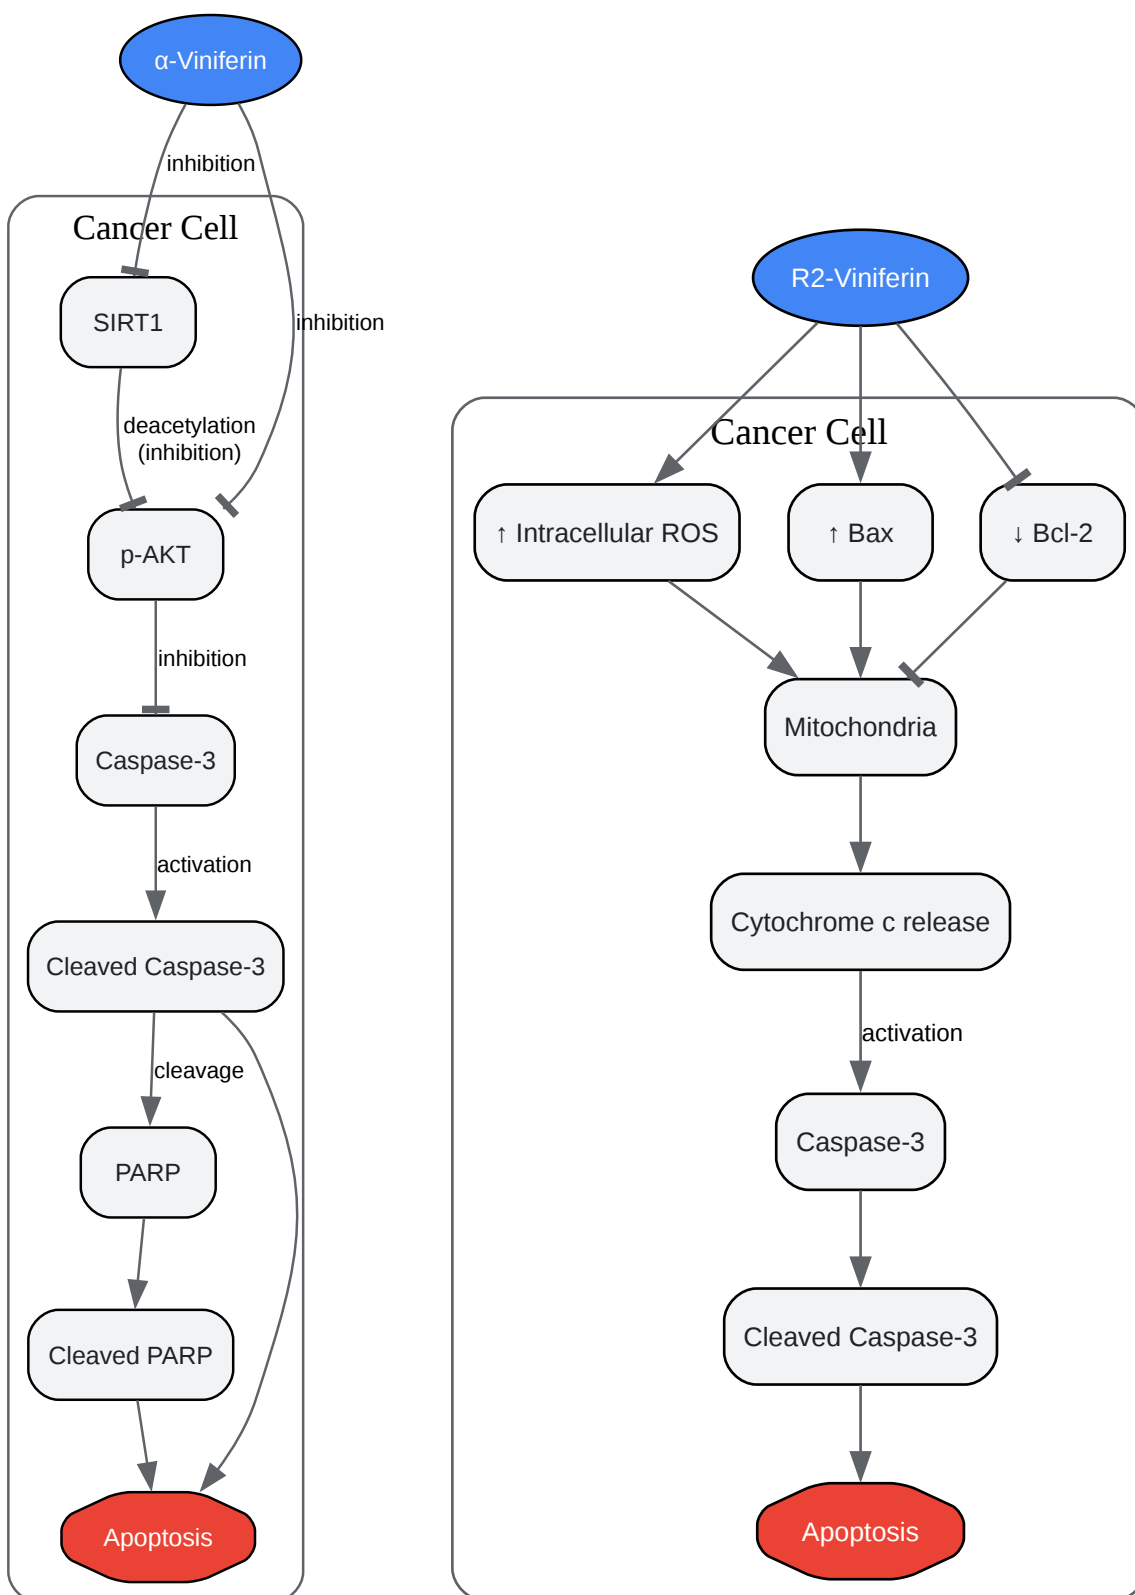 α-Viniferin
inhibition
Cancer Cell
SIRT1
inhibition
deacetylation
(inhibition)
p-AKT
inhibition
Caspase-3
activation
Cleaved Caspase-3
cleavage
PARP
Cleaved PARP
Apoptosis
R2-Viniferin
Cancer Cell
↑ Intracellular ROS
↑ Bax
↓ Bcl-2
Mitochondria
Cytochrome c release
activation
Caspase-3
Cleaved Caspase-3
Apoptosis